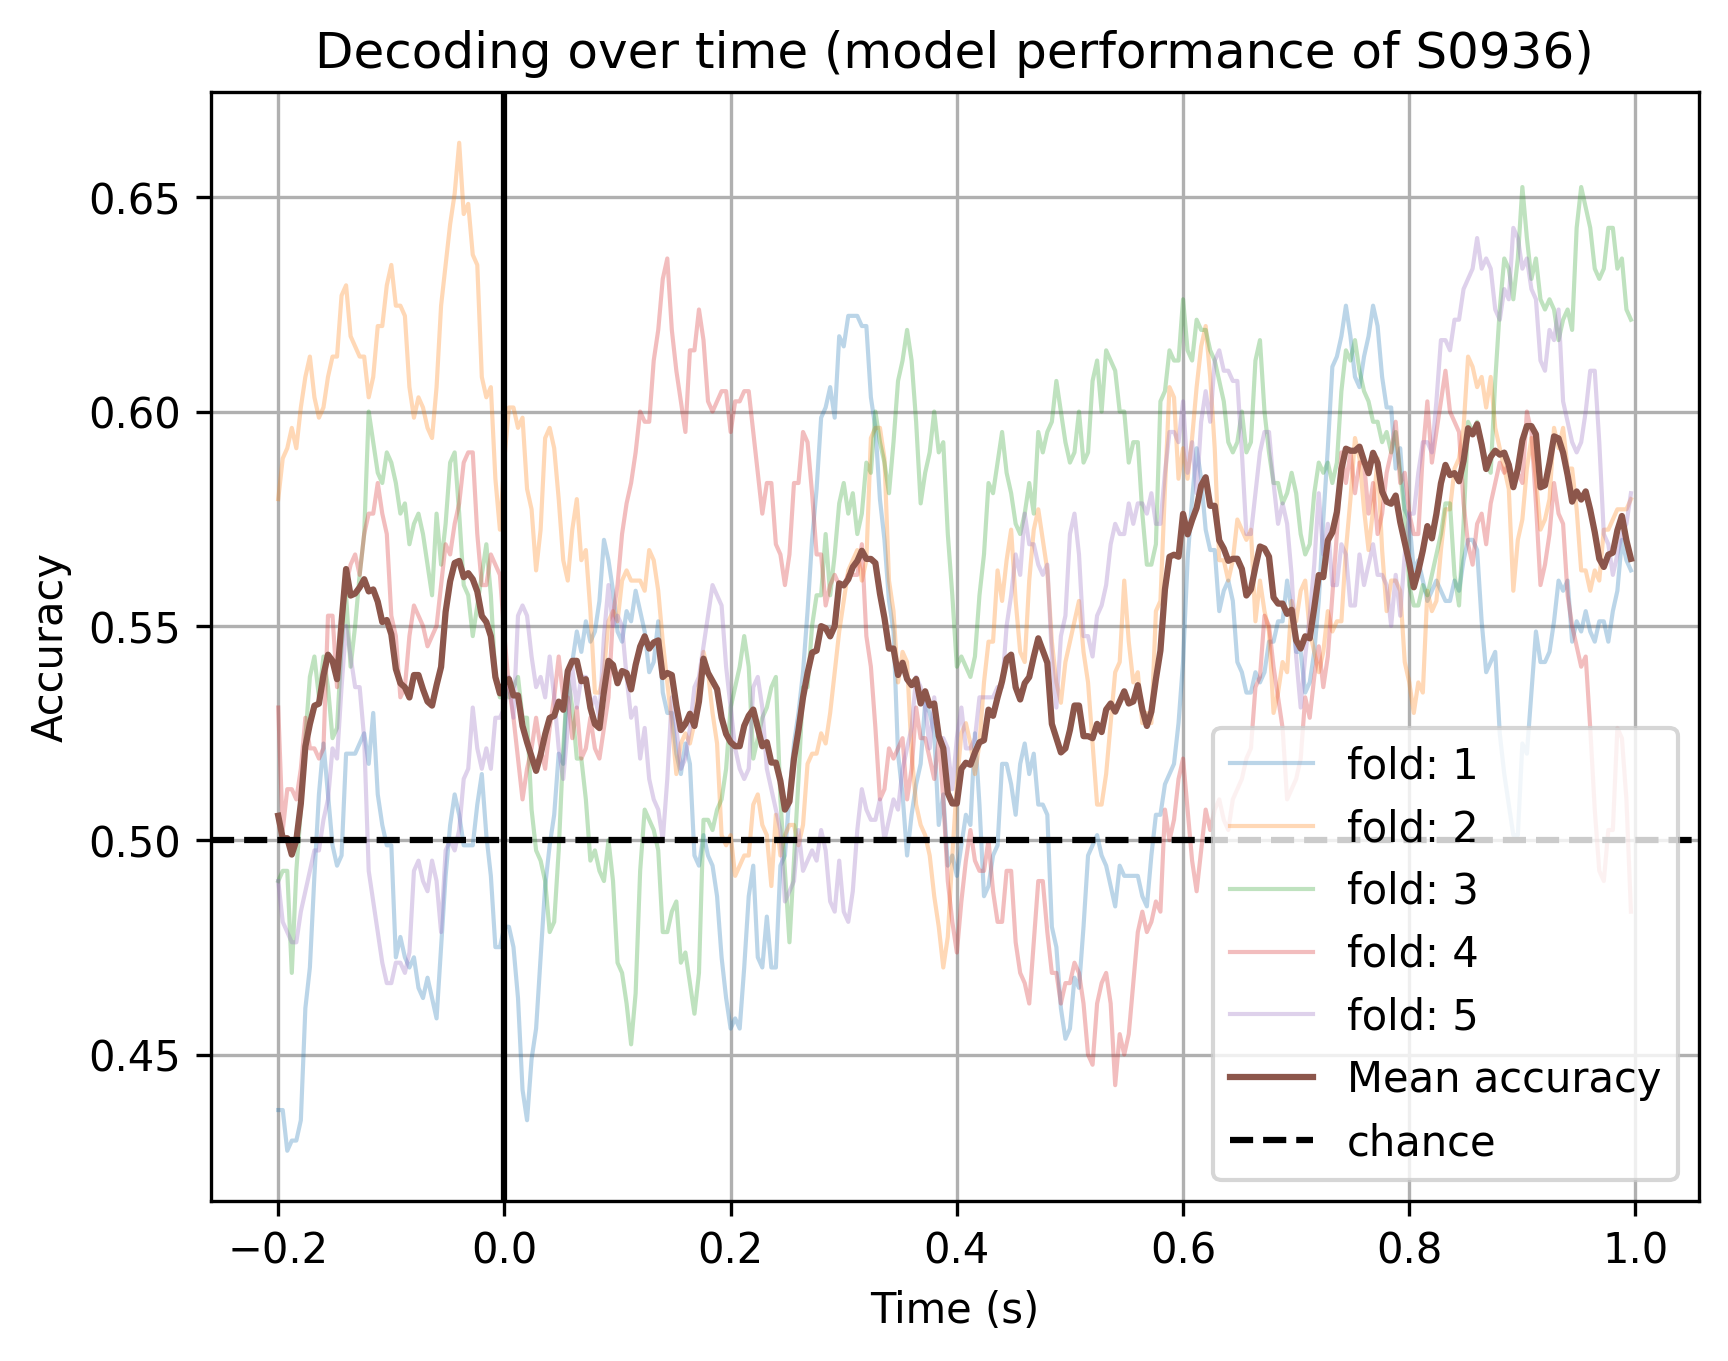 Decoding over time (model performance of S0936)
Accuracy
0.65
0.60
0.55
0.50
0.45
−0.2 0.0 0.2 0.4 0.6 0.8 1.0
Time (s)
fold: 1
fold: 2
fold: 3
fold: 4
fold: 5
Mean accuracy
chance